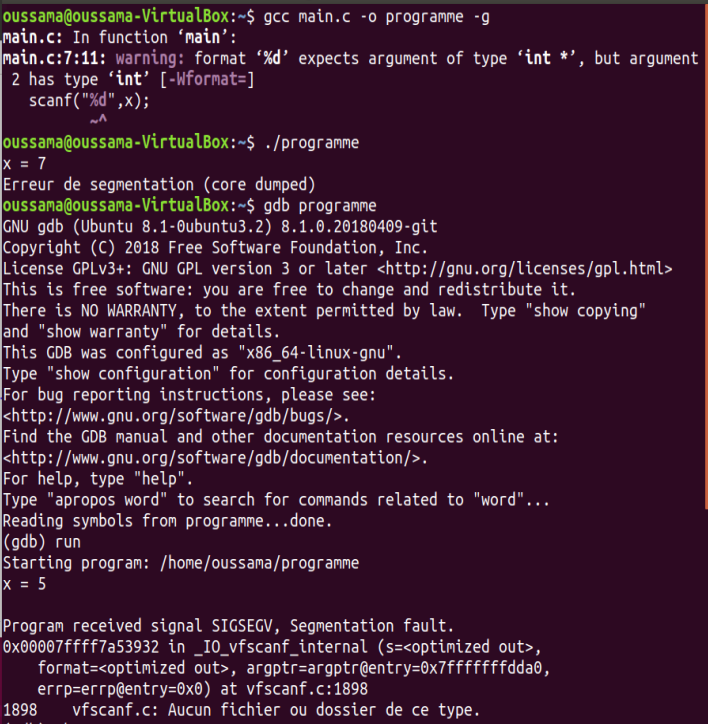 oussama@oussama-VirtualBox:~$ gcc main.c -o programme -g
main.c: In function ‘main’:
main.c:7:11: warning: format ‘%d’ expects argument of type ‘int *’, but argument
 2 has type ‘int’ [-Wformat=]
   scanf("%d",x);
          ~^
oussama@oussama-VirtualBox:~$ ./programme
x = 7
Erreur de segmentation (core dumped)
oussama@oussama-VirtualBox:~$ gdb programme
GNU gdb (Ubuntu 8.1-0ubuntu3.2) 8.1.0.20180409-git
Copyright (C) 2018 Free Software Foundation, Inc.
License GPLv3+: GNU GPL version 3 or later <http://gnu.org/licenses/gpl.html>
This is free software: you are free to change and redistribute it.
There is NO WARRANTY, to the extent permitted by law.  Type "show copying"
and "show warranty" for details.
This GDB was configured as "x86_64-linux-gnu".
Type "show configuration" for configuration details.
For bug reporting instructions, please see:
<http://www.gnu.org/software/gdb/bugs/>.
Find the GDB manual and other documentation resources online at:
<http://www.gnu.org/software/gdb/documentation/>.
For help, type "help".
Type "apropos word" to search for commands related to "word"...
Reading symbols from programme...done.
(gdb) run
Starting program: /home/oussama/programme
x = 5

Program received signal SIGSEGV, Segmentation fault.
0x00007ffff7a53932 in _IO_vfscanf_internal (s=<optimized out>,
    format=<optimized out>, argptr=argptr@entry=0x7fffffffdda0,
    errp=errp@entry=0x0) at vfscanf.c:1898
1898    vfscanf.c: Aucun fichier ou dossier de ce type.